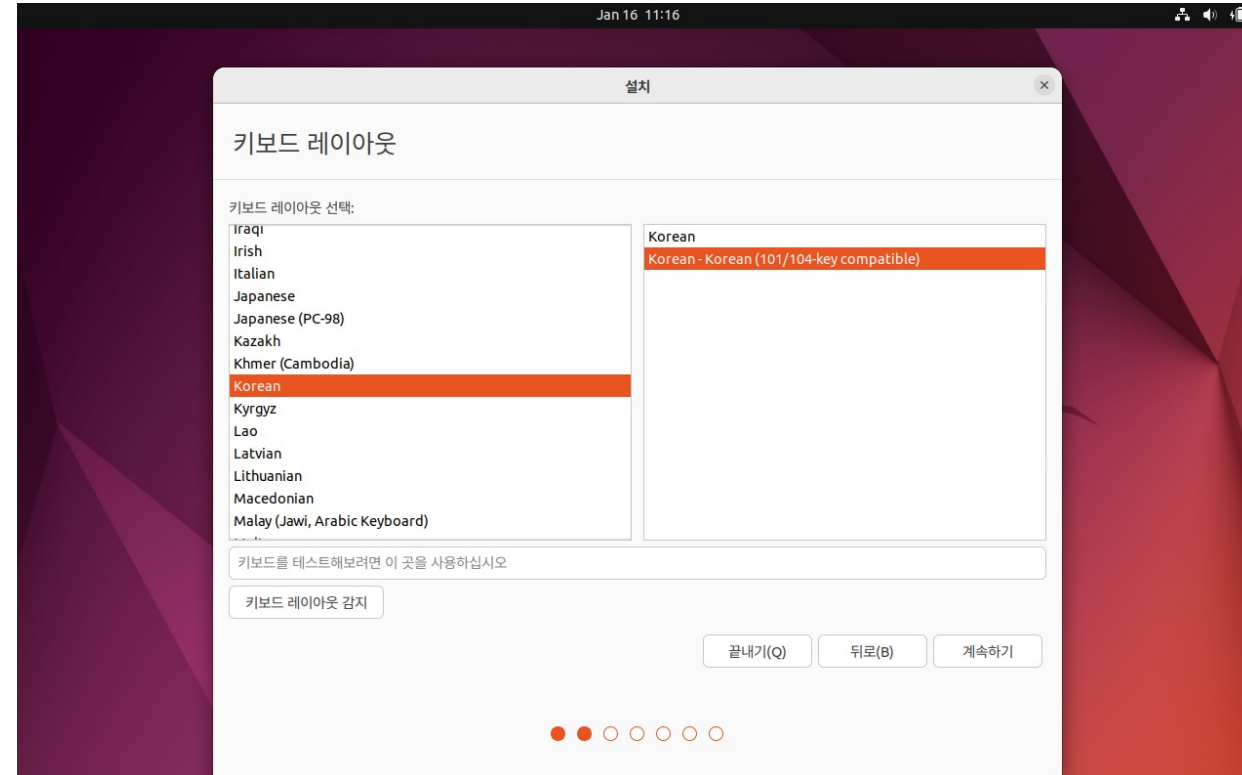 Jan 16 11:16
설치
키보드 레이아웃
키보드 레이아웃 선택:
Iraqi
Irish
Italian
Japanese
Japanese (PC-98)
Kazakh
Khmer (Cambodia)
Korean
Kyrgyz
Lao
Latvian
Lithuanian
Macedonian
Malay (Jawi, Arabic Keyboard)
Korean
Korean - Korean (101/104-key compatible)
키보드를 테스트해보려면 이 곳을 사용하십시오
키보드 레이아웃 감지
끝내기(Q) 뒤로(B) 계속하기